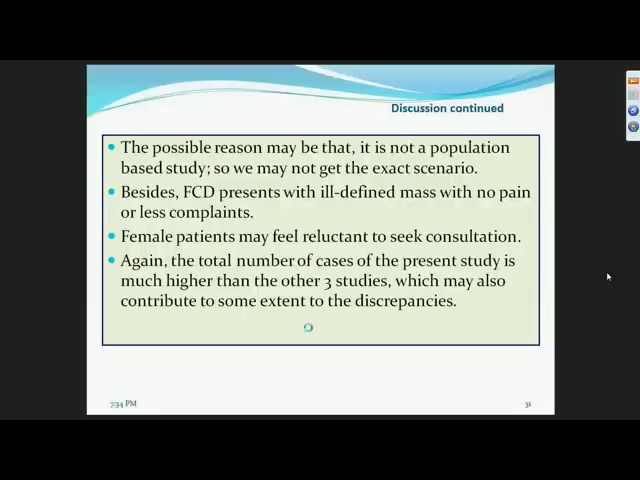 Discussion continued
The possible reason may be that, it is not a population
based study; so we may not get the exact scenario.
Besides, FCD presents with ill-defined mass with no pain
or less complaints.
Female patients may feel reluctant to seek consultation.
Again, the total number of cases of the present study is
much higher than the other 3 studies, which may also
contribute to some extent to the discrepancies.
7:34 PM
31